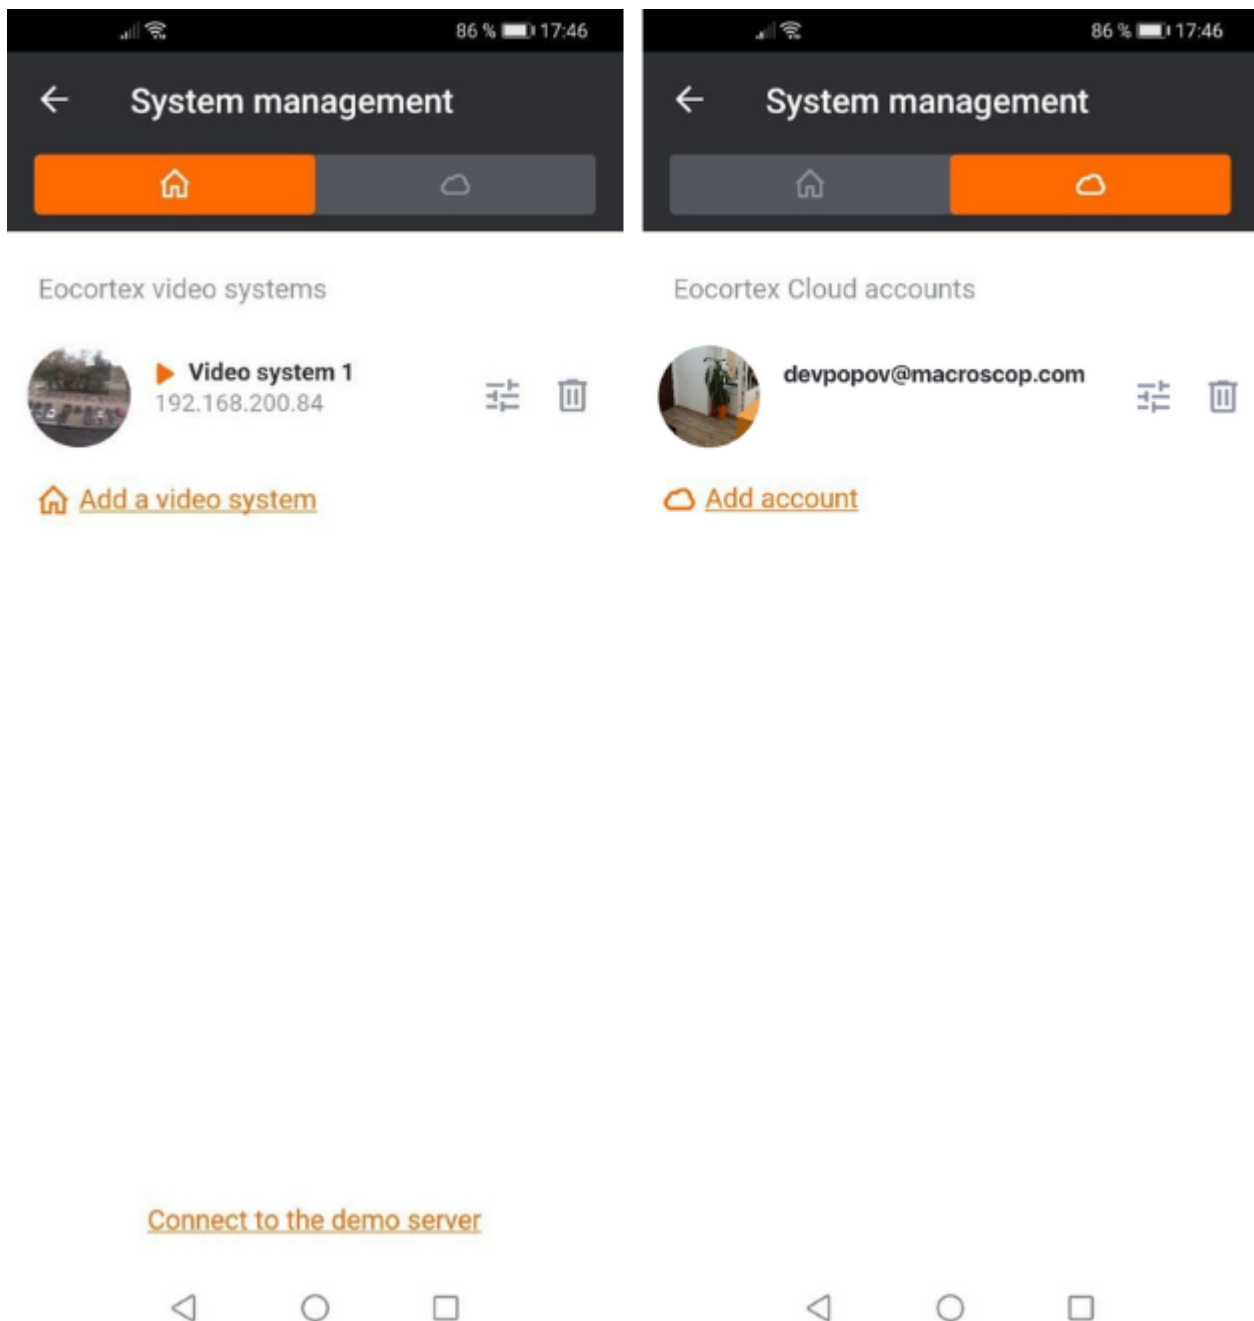 86 % 17:46
System management
Eocortex video systems
Video system 1
192.168.200.84
Add a video system
Connect to the demo server
86 % 17:46
System management
Eocortex Cloud accounts
devpopov@macroscop.com
Add account